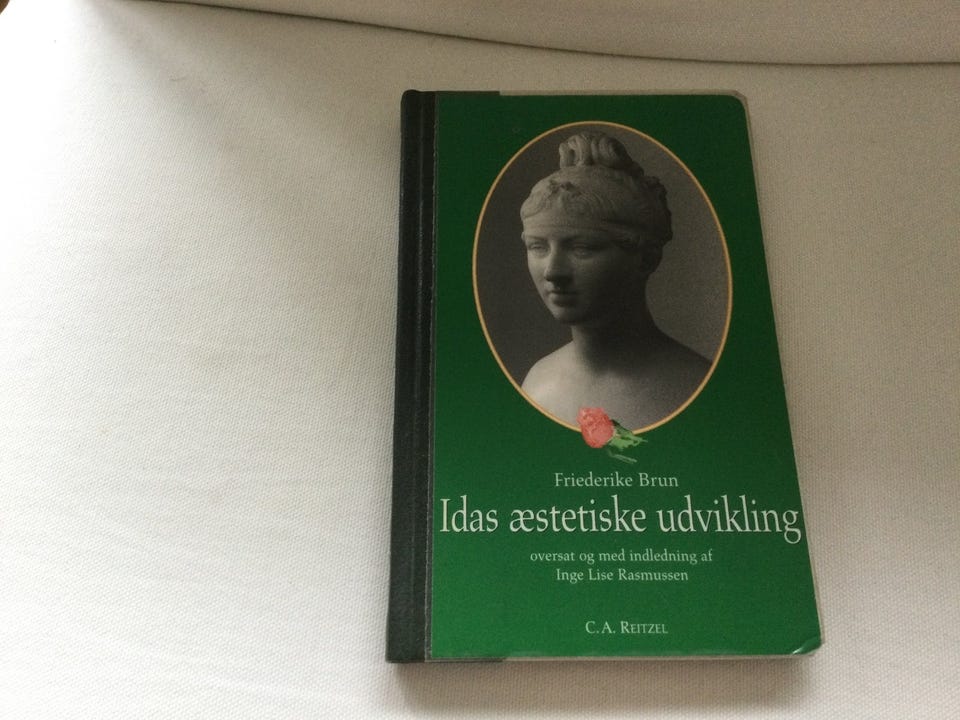 Friederike Brun
Idas æstetiske udvikling
oversat og med indledning af
Inge Lise Rasmussen
C. A. REITZEL